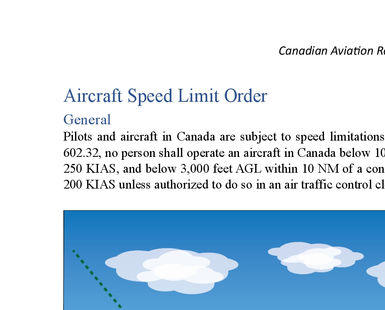 Canadian Aviation
Aircraft Speed Limit Order
General
Pilots and aircraft in Canada are subject to speed limitations
602.32, no person shall operate an aircraft in Canada below 10
250 KIAS, and below 3,000 feet AGL within 10 NM of a con
200 KIAS unless authorized to do so in an air traffic control cl